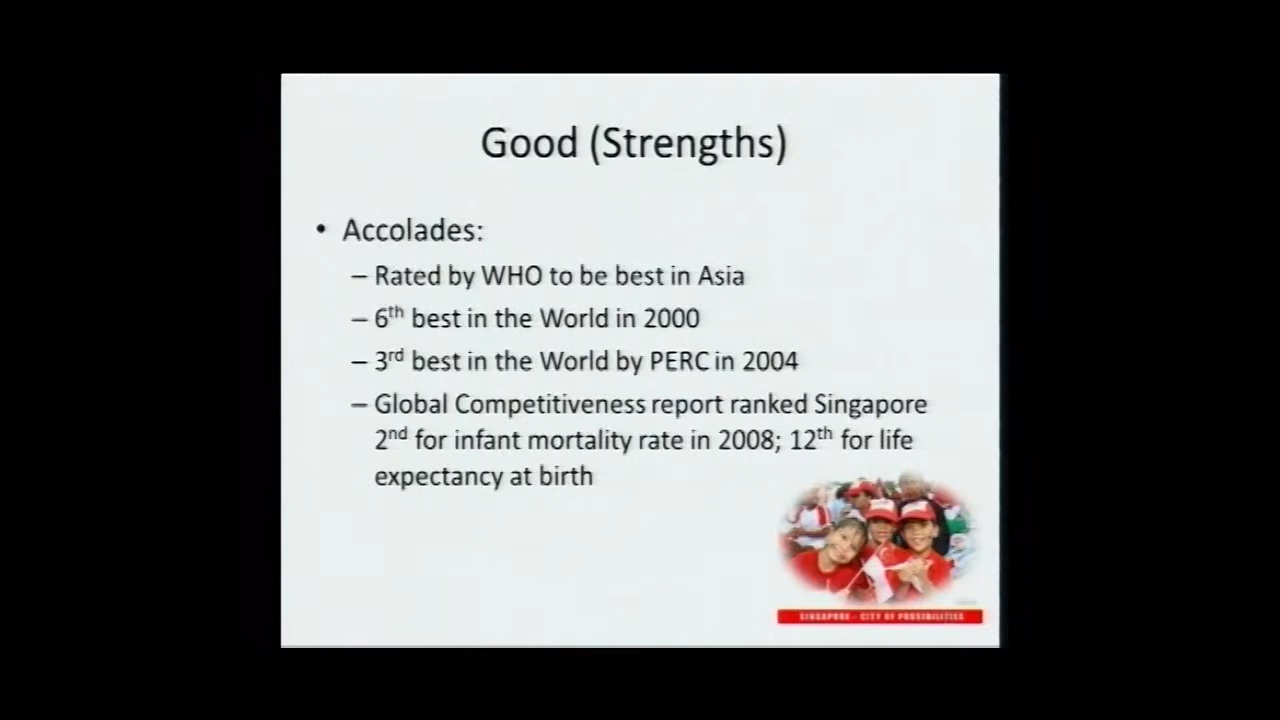 Good (Strengths)
• Accolades:
– Rated by WHO to be best in Asia
– 6th best in the World in 2000
– 3rd best in the World by PERC in 2004
– Global Competitiveness report ranked Singapore
2nd for infant mortality rate in 2008; 12th for life
expectancy at birth
SINGAPORE - CITY OF POSSIBILITIES